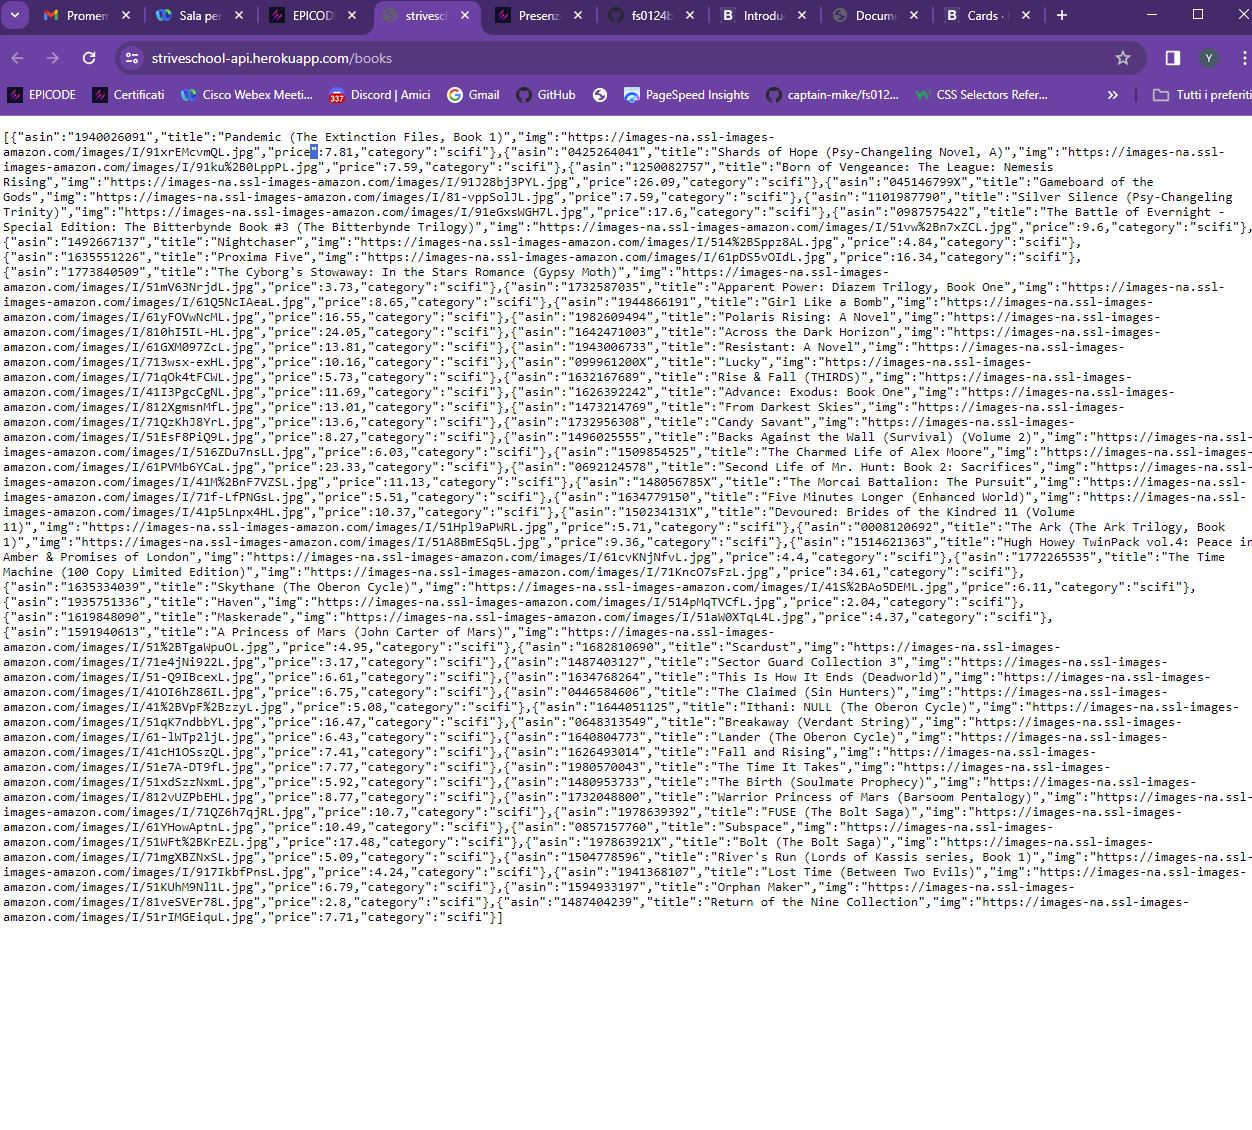 Promem
Sala per
EPICODE
strivesch
Presenze
fs0124b
Introduc
Docume
Cards ·
striveschool-api.herokuapp.com/books
Y
EPICODE
Certificati
Cisco Webex Meeti...
337
Discord | Amici
Gmail
GitHub
PageSpeed Insights
captain-mike/fs012...
CSS Selectors Refer...
»
Tutti i preferiti
[{"asin":"1940026091","title":"Pandemic (The Extinction Files, Book 1)","img":"https://images-na.ssl-images-
amazon.com/images/I/91xrEMcvmQL.jpg","price":7.81,"category":"scifi"},{"asin":"0425264041","title":"Shards of Hope (Psy-Changeling Novel, A)","img":"https://images-na.ssl-
images-amazon.com/images/I/91ku%2B0LppPL.jpg","price":7.59,"category":"scifi"},{"asin":"1250082757","title":"Born of Vengeance: The League: Nemesis
Rising","img":"https://images-na.ssl-images-amazon.com/images/I/91J28bj3PYL.jpg","price":26.09,"category":"scifi"},{"asin":"045146799X","title":"Gameboard of the
Gods","img":"https://images-na.ssl-images-amazon.com/images/I/81-vppSolJL.jpg","price":7.59,"category":"scifi"},{"asin":"1101987790","title":"Silver Silence (Psy-Changeling
Trinity)","img":"https://images-na.ssl-images-amazon.com/images/I/91eGxsWGH7L.jpg","price":17.6,"category":"scifi"},{"asin":"0987575422","title":"The Battle of Evernight -
Special Edition: The Bitterbynde Book #3 (The Bitterbynde Trilogy)","img":"https://images-na.ssl-images-amazon.com/images/I/51vw%2Bn7xZCL.jpg","price":9.6,"category":"scifi"},
{"asin":"1492667137","title":"Nightchaser","img":"https://images-na.ssl-images-amazon.com/images/I/514%2BSppz8AL.jpg","price":4.84,"category":"scifi"},
{"asin":"1635551226","title":"Proxima Five","img":"https://images-na.ssl-images-amazon.com/images/I/61pDS5vOIdL.jpg","price":16.34,"category":"scifi"},
{"asin":"1773840509","title":"The Cyborg's Stowaway: In the Stars Romance (Gypsy Moth)","img":"https://images-na.ssl-images-
amazon.com/images/I/51mV63NrjdL.jpg","price":3.73,"category":"scifi"},{"asin":"1732587035","title":"Apparent Power: Diazem Trilogy, Book One","img":"https://images-na.ssl-
images-amazon.com/images/I/61Q5NcIAeaL.jpg","price":8.65,"category":"scifi"},{"asin":"1944866191","title":"Girl Like a Bomb","img":"https://images-na.ssl-images-
amazon.com/images/I/61yFOVwNcML.jpg","price":16.55,"category":"scifi"},{"asin":"1982609494","title":"Polaris Rising: A Novel","img":"https://images-na.ssl-images-
amazon.com/images/I/810hI5IL-HL.jpg","price":24.05,"category":"scifi"},{"asin":"1642471003","title":"Across the Dark Horizon","img":"https://images-na.ssl-images-
amazon.com/images/I/61GXM097ZcL.jpg","price":13.81,"category":"scifi"},{"asin":"1943006733","title":"Resistant: A Novel","img":"https://images-na.ssl-images-
amazon.com/images/I/713wsx-exHL.jpg","price":10.16,"category":"scifi"},{"asin":"099961200X","title":"Lucky","img":"https://images-na.ssl-images-
amazon.com/images/I/71qOk4tFCWL.jpg","price":5.73,"category":"scifi"},{"asin":"1632167689","title":"Rise & Fall (THIRDS)","img":"https://images-na.ssl-images-
amazon.com/images/I/41I3PgcCgNL.jpg","price":11.69,"category":"scifi"},{"asin":"1626392242","title":"Advance: Exodus: Book One","img":"https://images-na.ssl-images-
amazon.com/images/I/812XgmsnMfL.jpg","price":13.01,"category":"scifi"},{"asin":"1473214769","title":"From Darkest Skies","img":"https://images-na.ssl-images-
amazon.com/images/I/71QzKhJ8YrL.jpg","price":13.6,"category":"scifi"},{"asin":"1732956308","title":"Candy Savant","img":"https://images-na.ssl-images-
amazon.com/images/I/51EsF8PiQ9L.jpg","price":8.27,"category":"scifi"},{"asin":"1496025555","title":"Backs Against the Wall (Survival) (Volume 2)","img":"https://images-na.ssl-
images-amazon.com/images/I/516ZDu7nsLL.jpg","price":6.03,"category":"scifi"},{"asin":"1509854525","title":"The Charmed Life of Alex Moore","img":"https://images-na.ssl-images-
amazon.com/images/I/61PVMb6YCaL.jpg","price":23.33,"category":"scifi"},{"asin":"0692124578","title":"Second Life of Mr. Hunt: Book 2: Sacrifices","img":"https://images-na.ssl-
images-amazon.com/images/I/41M%2BnF7VZSL.jpg","price":11.13,"category":"scifi"},{"asin":"148056785X","title":"The Morcai Battalion: The Pursuit","img":"https://images-na.ssl-images-
amazon.com/images/I/71f-LfPNGsL.jpg","price":5.51,"category":"scifi"},{"asin":"1634779150","title":"Five Minutes Longer (Enhanced World)","img":"https://images-na.ssl-images-
amazon.com/images/I/41p5Lnpx4HL.jpg","price":10.37,"category":"scifi"},{"asin":"150234131X","title":"Devoured: Brides of the Kindred 11 (Volume
11)","img":"https://images-na.ssl-images-amazon.com/images/I/51Hpl9aPWRL.jpg","price":5.71,"category":"scifi"},{"asin":"0008120692","title":"The Ark (The Ark Trilogy, Book
1)","img":"https://images-na.ssl-images-amazon.com/images/I/51A8BmESq5L.jpg","price":9.36,"category":"scifi"},{"asin":"1514621363","title":"Hugh Howey TwinPack vol.4: Peace in
Amber & Promises of London","img":"https://images-na.ssl-images-amazon.com/images/I/61cvKNjNfvL.jpg","price":4.4,"category":"scifi"},{"asin":"1772265535","title":"The Time
Machine (100 Copy Limited Edition)","img":"https://images-na.ssl-images-amazon.com/images/I/71KncO7sFzL.jpg","price":34.61,"category":"scifi"},
{"asin":"1635334039","title":"Skythane (The Oberon Cycle)","img":"https://images-na.ssl-images-amazon.com/images/I/41S%2BAo5DEML.jpg","price":6.11,"category":"scifi"},
{"asin":"1935751336","title":"Haven","img":"https://images-na.ssl-images-amazon.com/images/I/514pMqTVCfL.jpg","price":2.04,"category":"scifi"},
{"asin":"1619848090","title":"Maskerade","img":"https://images-na.ssl-images-amazon.com/images/I/51aW0XTqL4L.jpg","price":4.37,"category":"scifi"},
{"asin":"1591940613","title":"A Princess of Mars (John Carter of Mars)","img":"https://images-na.ssl-images-
amazon.com/images/I/51%2BTgaWpuOL.jpg","price":4.95,"category":"scifi"},{"asin":"1682810690","title":"Scardust","img":"https://images-na.ssl-images-
amazon.com/images/I/71e4jNi922L.jpg","price":3.17,"category":"scifi"},{"asin":"1487403127","title":"Sector Guard Collection 3","img":"https://images-na.ssl-images-
amazon.com/images/I/51-Q9IBcexL.jpg","price":6.61,"category":"scifi"},{"asin":"1634768264","title":"This Is How It Ends (Deadworld)","img":"https://images-na.ssl-images-
amazon.com/images/I/41OI6hZ86IL.jpg","price":6.75,"category":"scifi"},{"asin":"0446584606","title":"The Claimed (Sin Hunters)","img":"https://images-na.ssl-images-
amazon.com/images/I/41%2BVpF%2BzzyL.jpg","price":5.08,"category":"scifi"},{"asin":"1644051125","title":"Ithani: NULL (The Oberon Cycle)","img":"https://images-na.ssl-images-
amazon.com/images/I/51qK7ndbbYL.jpg","price":16.47,"category":"scifi"},{"asin":"0648313549","title":"Breakaway (Verdant String)","img":"https://images-na.ssl-images-
amazon.com/images/I/61-lWTp2ljL.jpg","price":6.43,"category":"scifi"},{"asin":"1640804773","title":"Lander (The Oberon Cycle)","img":"https://images-na.ssl-images-
amazon.com/images/I/41cH1OSszQL.jpg","price":7.41,"category":"scifi"},{"asin":"1626493014","title":"Fall and Rising","img":"https://images-na.ssl-images-
amazon.com/images/I/51e7A-DT9fL.jpg","price":7.77,"category":"scifi"},{"asin":"1980570043","title":"The Time It Takes","img":"https://images-na.ssl-images-
amazon.com/images/I/51xdSzzNxmL.jpg","price":5.92,"category":"scifi"},{"asin":"1480953733","title":"The Birth (Soulmate Prophecy)","img":"https://images-na.ssl-images-
amazon.com/images/I/812vUZPbEHL.jpg","price":8.77,"category":"scifi"},{"asin":"1732048800","title":"Warrior Princess of Mars (Barsoom Pentalogy)","img":"https://images-na.ssl-images-
amazon.com/images/I/71QZ6h7qjRL.jpg","price":10.7,"category":"scifi"},{"asin":"1978639392","title":"FUSE (The Bolt Saga)","img":"https://images-na.ssl-images-
amazon.com/images/I/61YHowAptnL.jpg","price":10.49,"category":"scifi"},{"asin":"0857157760","title":"Subspace","img":"https://images-na.ssl-images-
amazon.com/images/I/51WFt%2BKrEZL.jpg","price":17.48,"category":"scifi"},{"asin":"197863921X","title":"Bolt (The Bolt Saga)","img":"https://images-na.ssl-images-
amazon.com/images/I/71mgXBZNxSL.jpg","price":5.09,"category":"scifi"},{"asin":"1504778596","title":"River's Run (Lords of Kassis series, Book 1)","img":"https://images-na.ssl-
images-amazon.com/images/I/917IkbfPnsL.jpg","price":4.24,"category":"scifi"},{"asin":"1941368107","title":"Lost Time (Between Two Evils)","img":"https://images-na.ssl-images-
amazon.com/images/I/51KUhM9Nl1L.jpg","price":6.79,"category":"scifi"},{"asin":"1594933197","title":"Orphan Maker","img":"https://images-na.ssl-images-
amazon.com/images/I/81veSVEr78L.jpg","price":2.8,"category":"scifi"},{"asin":"1487404239","title":"Return of the Nine Collection","img":"https://images-na.ssl-images-
amazon.com/images/I/51rIMGEiquL.jpg","price":7.71,"category":"scifi"}]